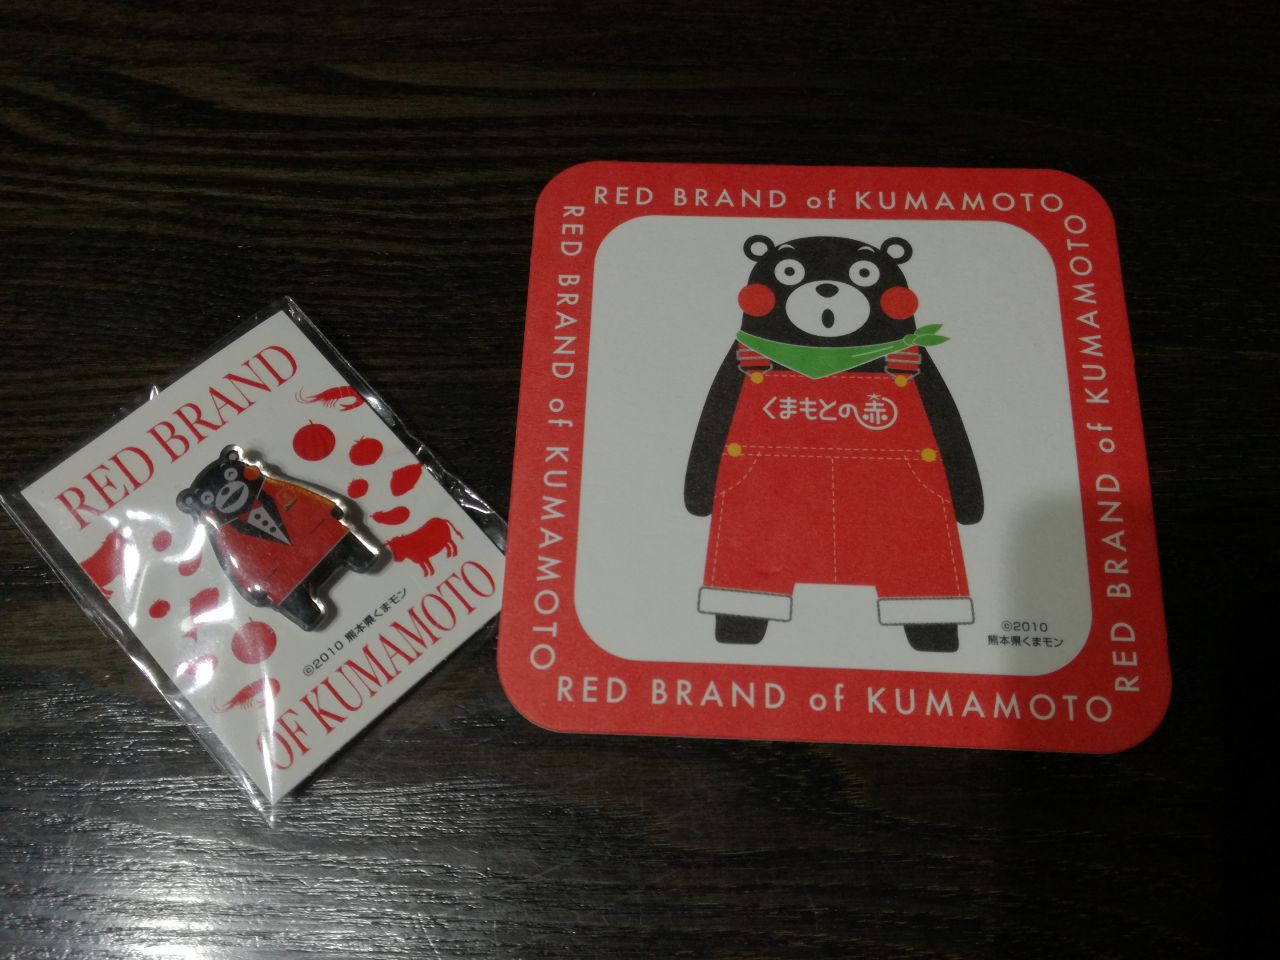 RED BRAND
©2010 熊本県くまモン
OF KUMAMOTO
RED BRAND of KUMAMOTO
RED BRAND of KUMAMOTO
RED BRAND of KUMAMOTO
くまもとの赤
©2010
熊本県くまモン
RED BRAND of KUMAMOTO